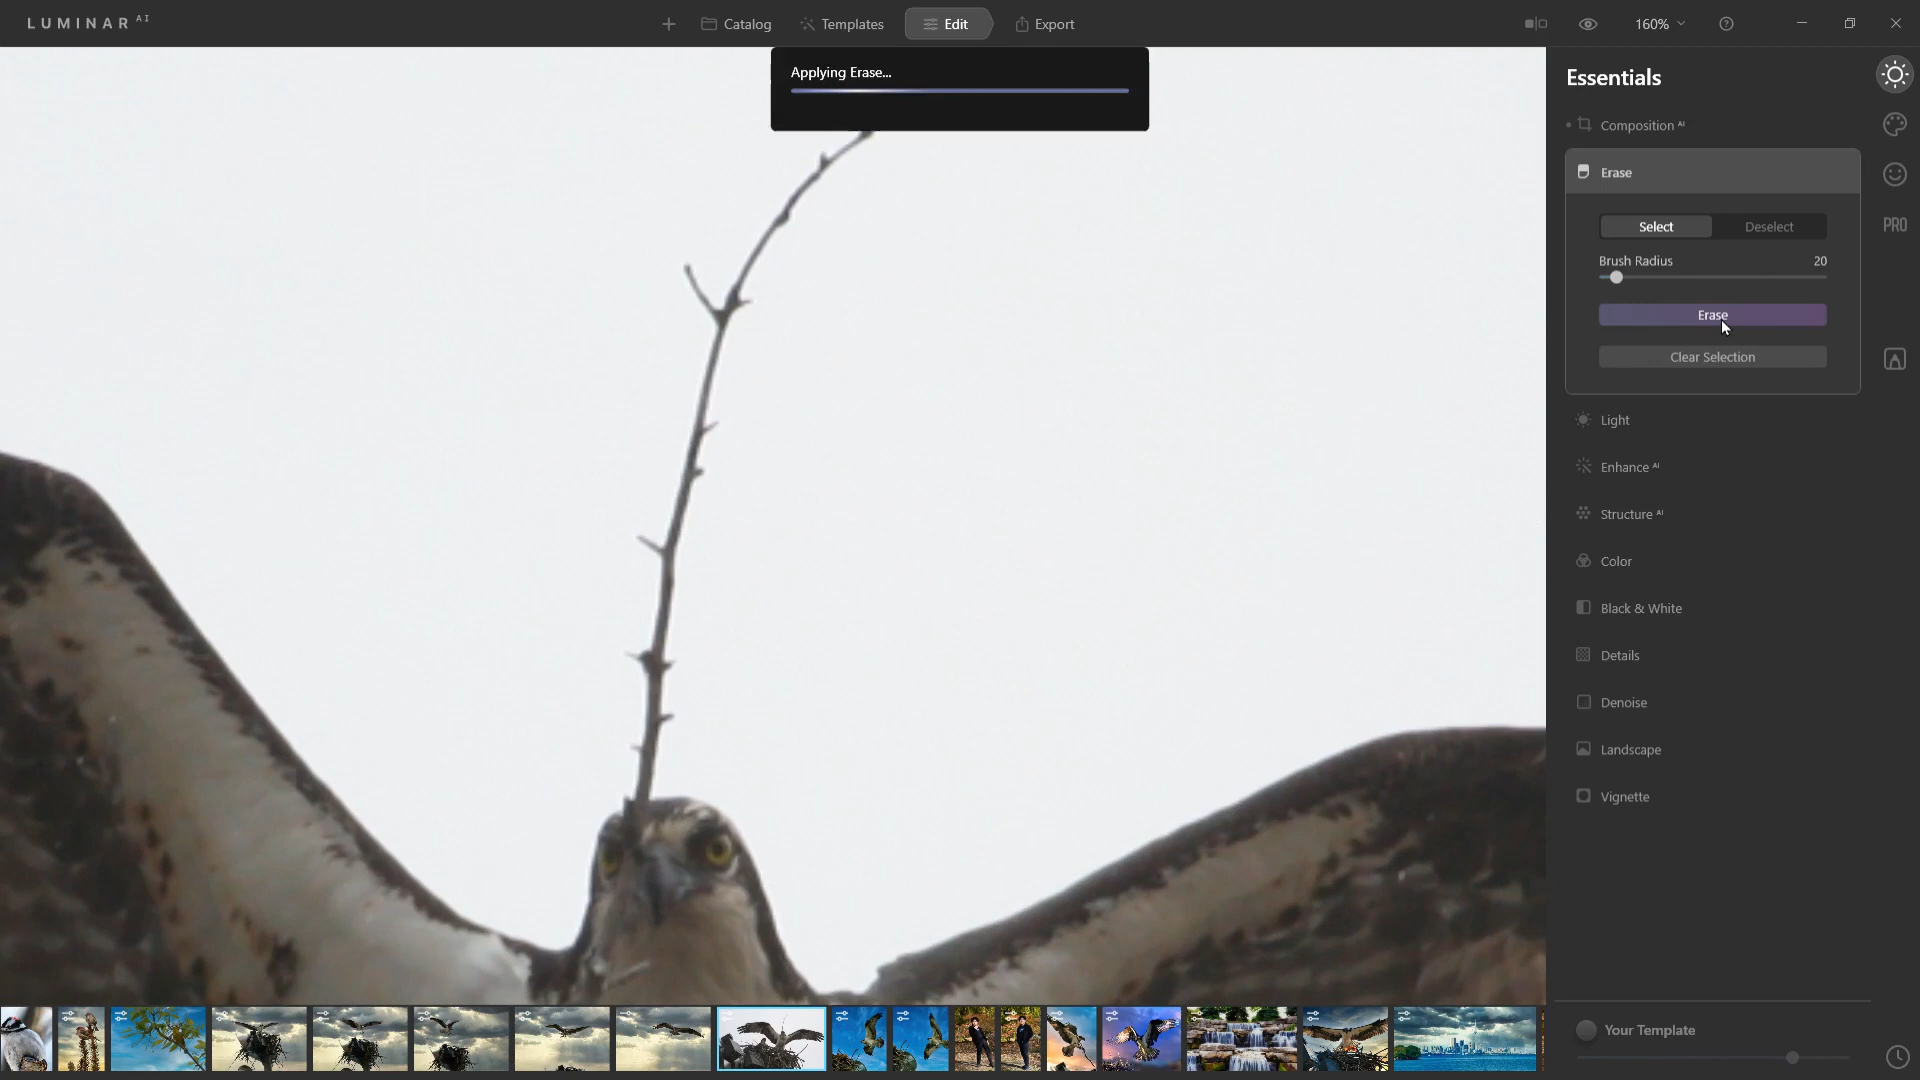 LUMINAR AI
Catalog
Templates
Edit
Export
160%
Applying Erase...
Essentials
Composition AI
Erase
Select
Deselect
PRO
Brush Radius
20
Erase
Clear Selection
Light
Enhance AI
Structure AI
Color
Black & White
Details
Denoise
Landscape
Vignette
Your Template